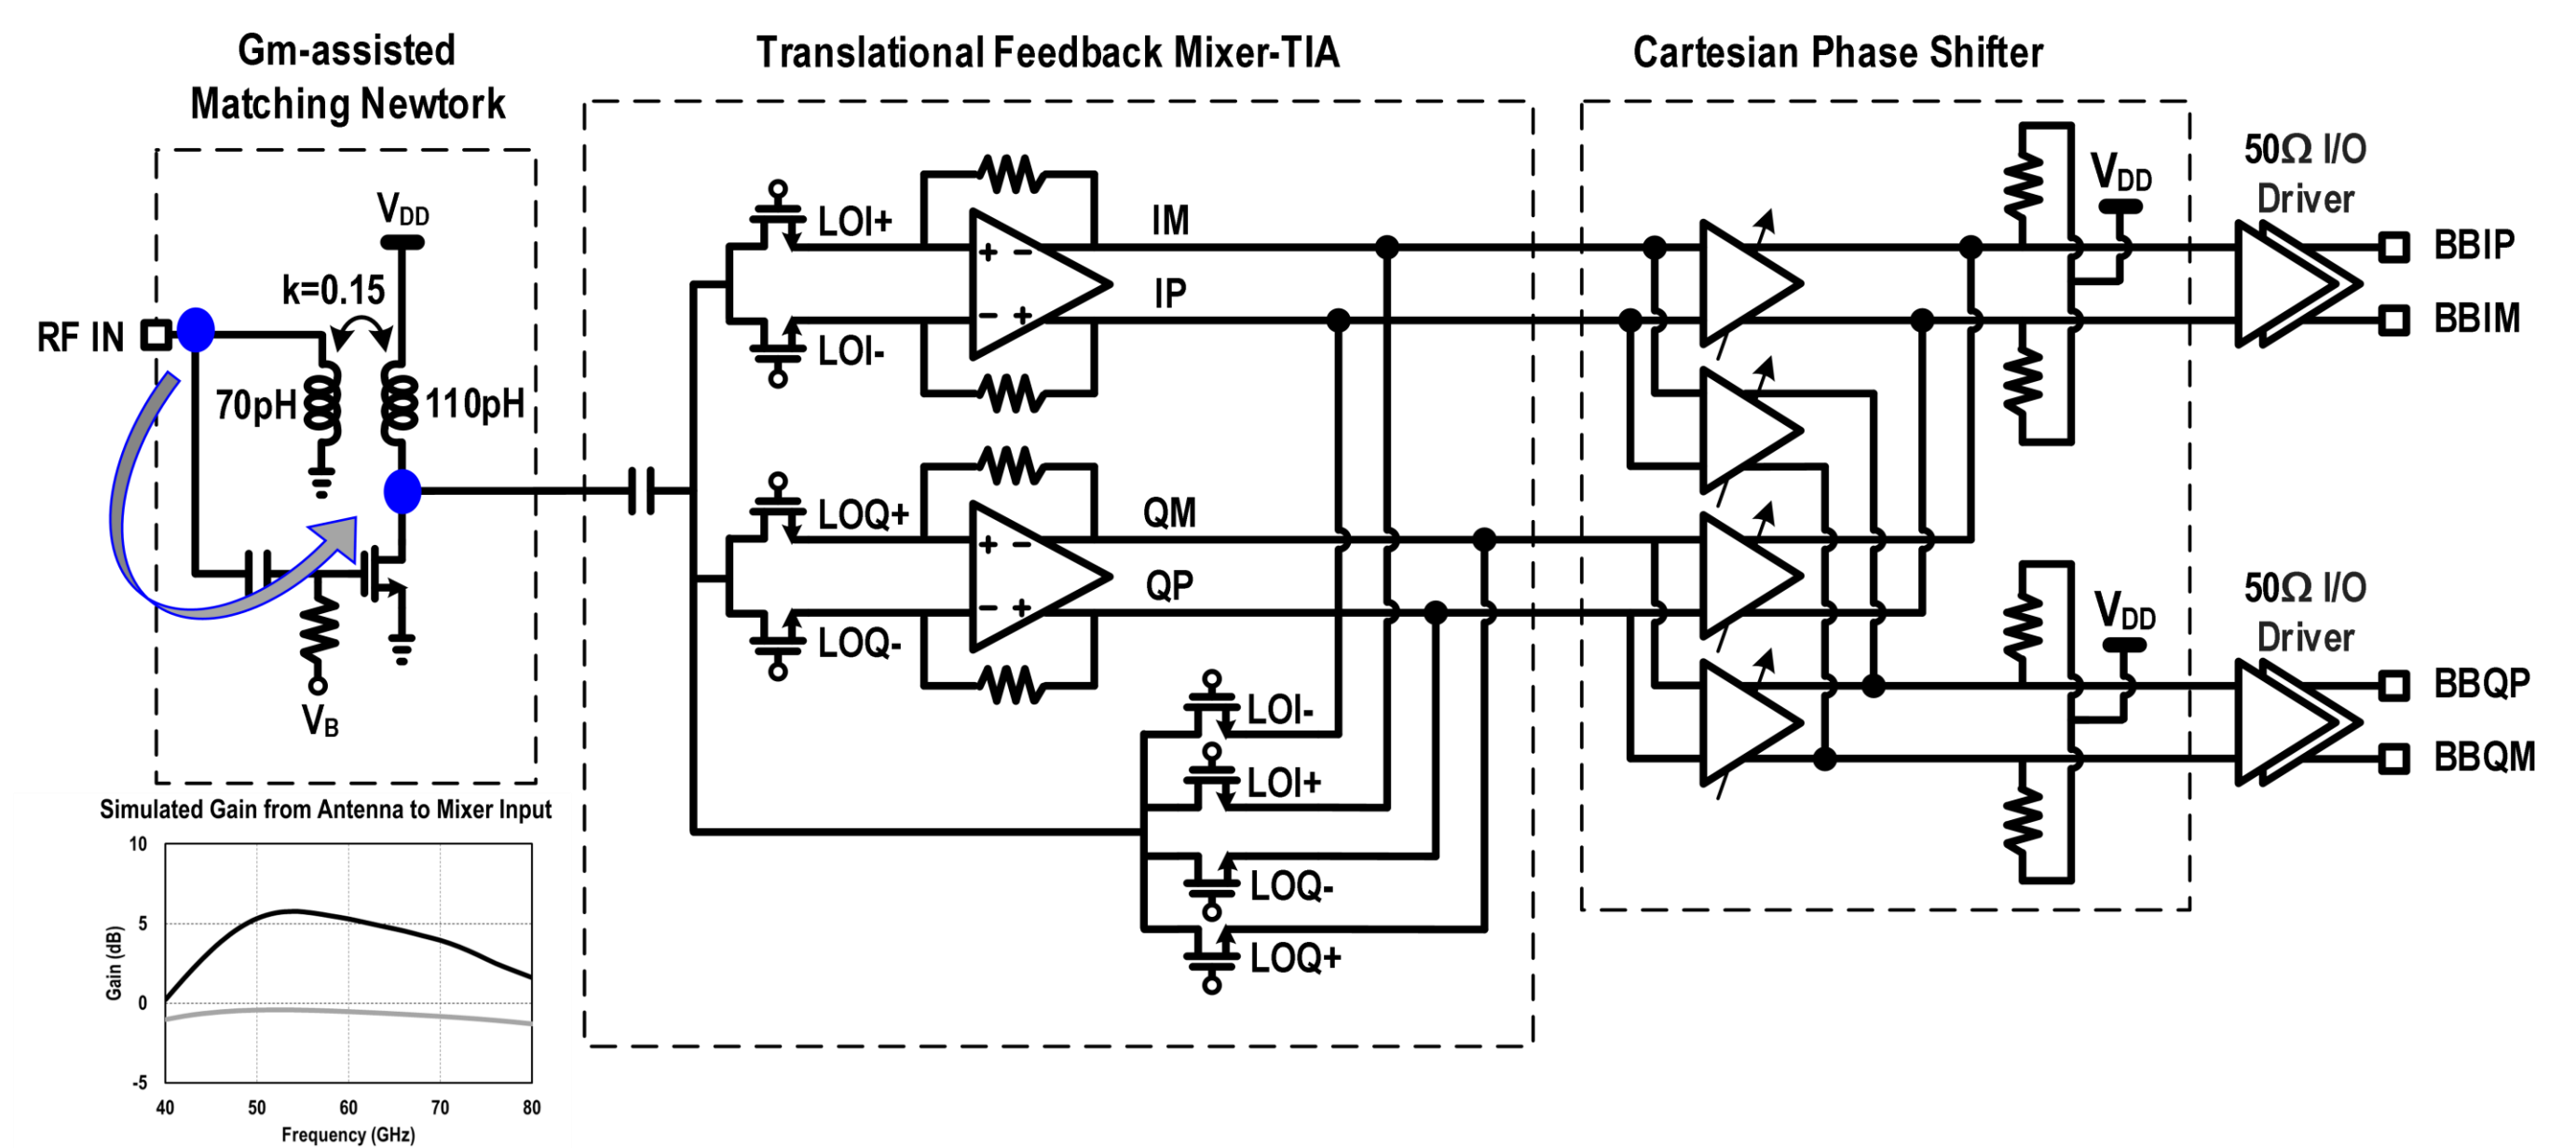 Gm-assisted
Matching Newtork
Translational Feedback Mixer-TIA
Cartesian Phase Shifter
VDD
k=0.15
RF IN
70pH
110pH
VB
LOI+
LOI-
LOQ+
LOQ-
+ −
− +
+ −
− +
IM
IP
QM
QP
LOI-
LOI+
LOQ-
LOQ+
VDD
VDD
50Ω I/O
Driver
BBIP
BBIM
50Ω I/O
Driver
BBQP
BBQM
Simulated Gain from Antenna to Mixer Input
Gain (dB)
10
5
0
-5
40 50 60 70 80
Frequency (GHz)